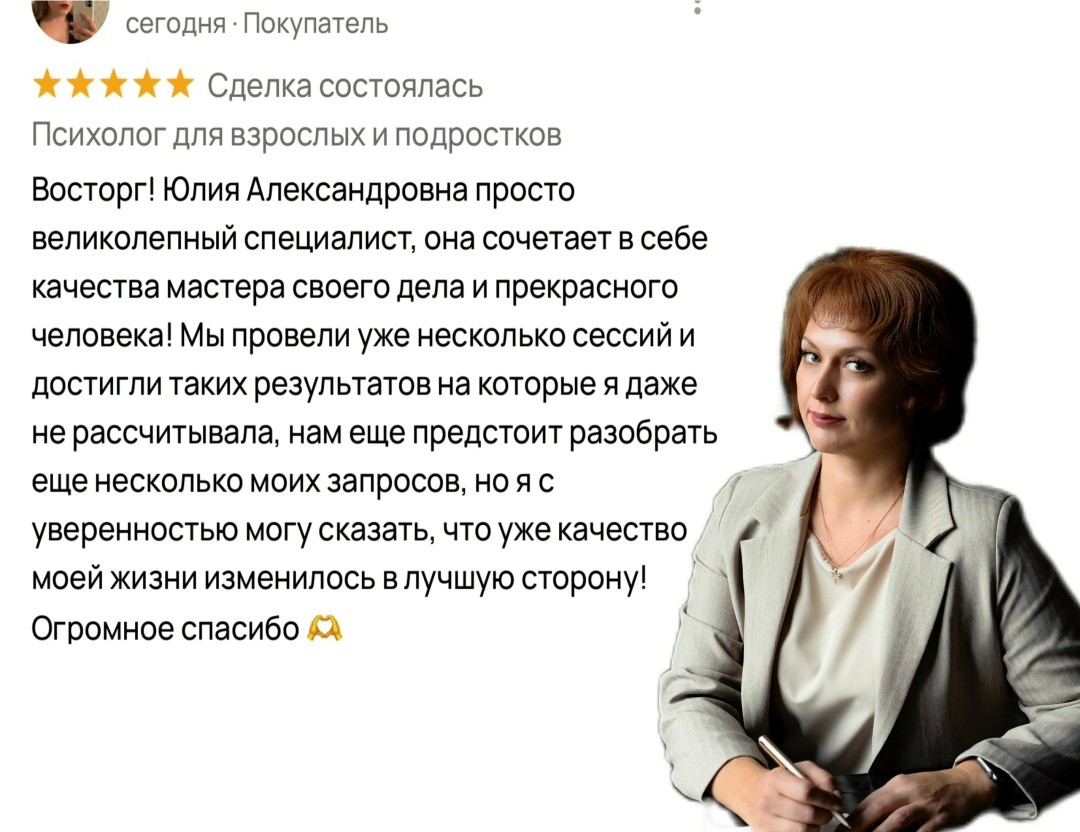 сегодня · Покупатель
Сделка состоялась
Психолог для взрослых и подростков
Восторг! Юлия Александровна просто
великолепный специалист, она сочетает в себе
качества мастера своего дела и прекрасного
человека! Мы провели уже несколько сессий и
достигли таких результатов на которые я даже
не рассчитывала, нам еще предстоит разобрать
еще несколько моих запросов, но я с
уверенностью могу сказать, что уже качество
моей жизни изменилось в лучшую сторону!
Огромное спасибо 🫶